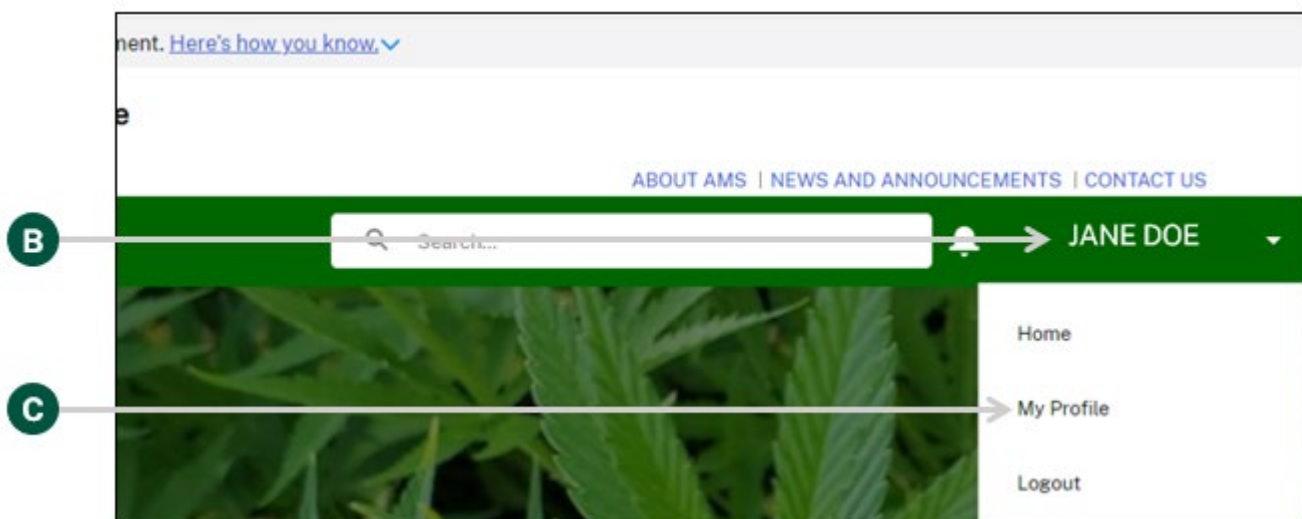 nent. Here's how you know.
e
ABOUT AMS | NEWS AND ANNOUNCEMENTS | CONTACT US
B
Search...
JANE DOE
Home
C
My Profile
Logout